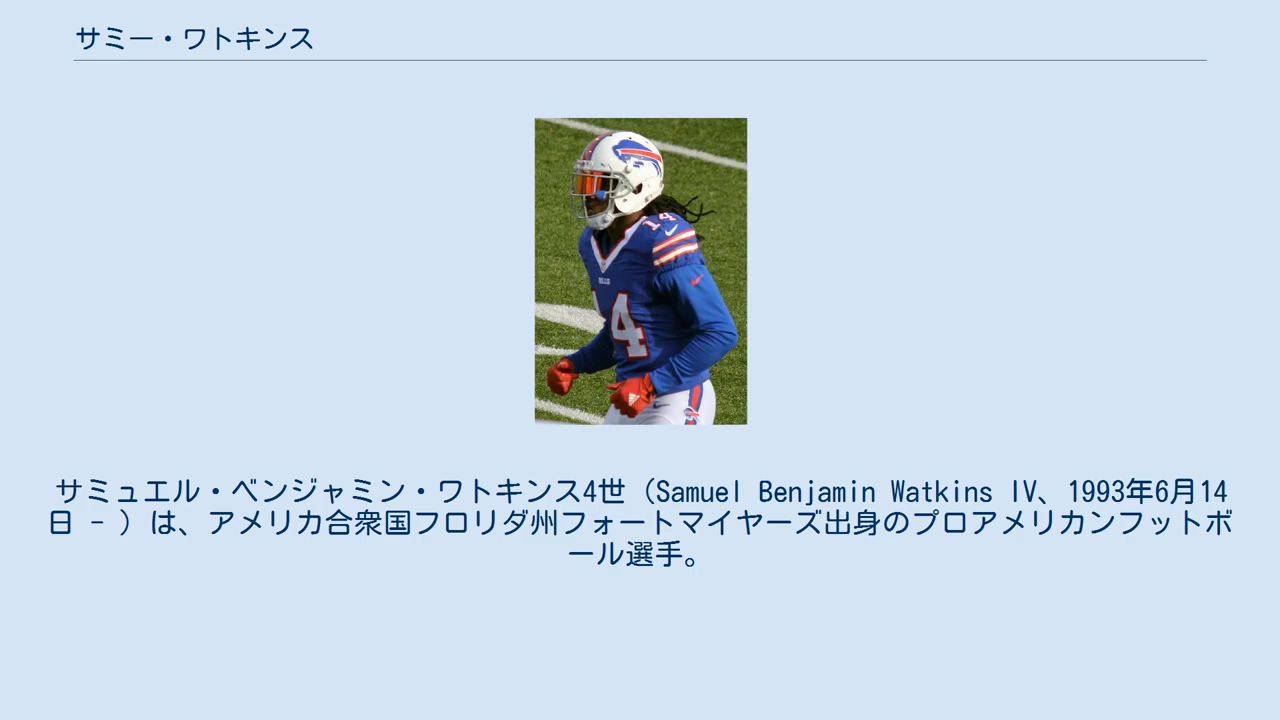 サミー・ワトキンス
14
BILLS
14
サミュエル・ベンジャミン・ワトキンス4世（Samuel Benjamin Watkins IV、1993年6月14
日 - ）は、アメリカ合衆国フロリダ州フォートマイヤーズ出身のプロアメリカンフットボ
ール選手。